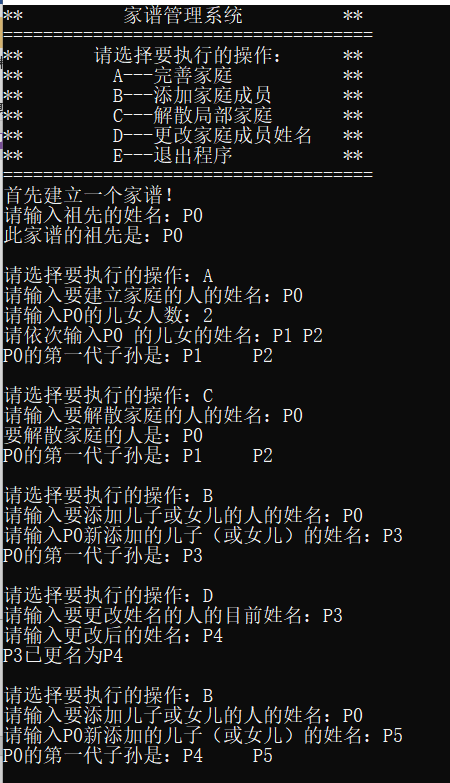 **          家谱管理系统          **
=====================================
**       请选择要执行的操作:      **
**         A---完善家庭           **
**         B---添加家庭成员       **
**         C---解散局部家庭       **
**         D---更改家庭成员姓名   **
**         E---退出程序           **
=====================================
首先建立一个家谱!
请输入祖先的姓名: P0
此家谱的祖先是: P0
请选择要执行的操作: A
请输入要建立家庭的人的姓名: P0
请输入P0的儿女人数: 2
请依次输入P0 的儿女的姓名: P1 P2
P0的第一代子孙是: P1     P2
请选择要执行的操作: C
请输入要解散家庭的人的姓名: P0
要解散家庭的人是: P0
P0的第一代子孙是: P1     P2
请选择要执行的操作: B
请输入要添加儿子或女儿的人的姓名: P0
请输入P0新添加的儿子（或女儿）的姓名: P3
P0的第一代子孙是: P3
请选择要执行的操作: D
请输入要更改姓名的人的目前姓名: P3
请输入更改后的姓名: P4
P3已更名为P4
请选择要执行的操作: B
请输入要添加儿子或女儿的人的姓名: P0
请输入P0新添加的儿子（或女儿）的姓名: P5
P0的第一代子孙是: P4     P5